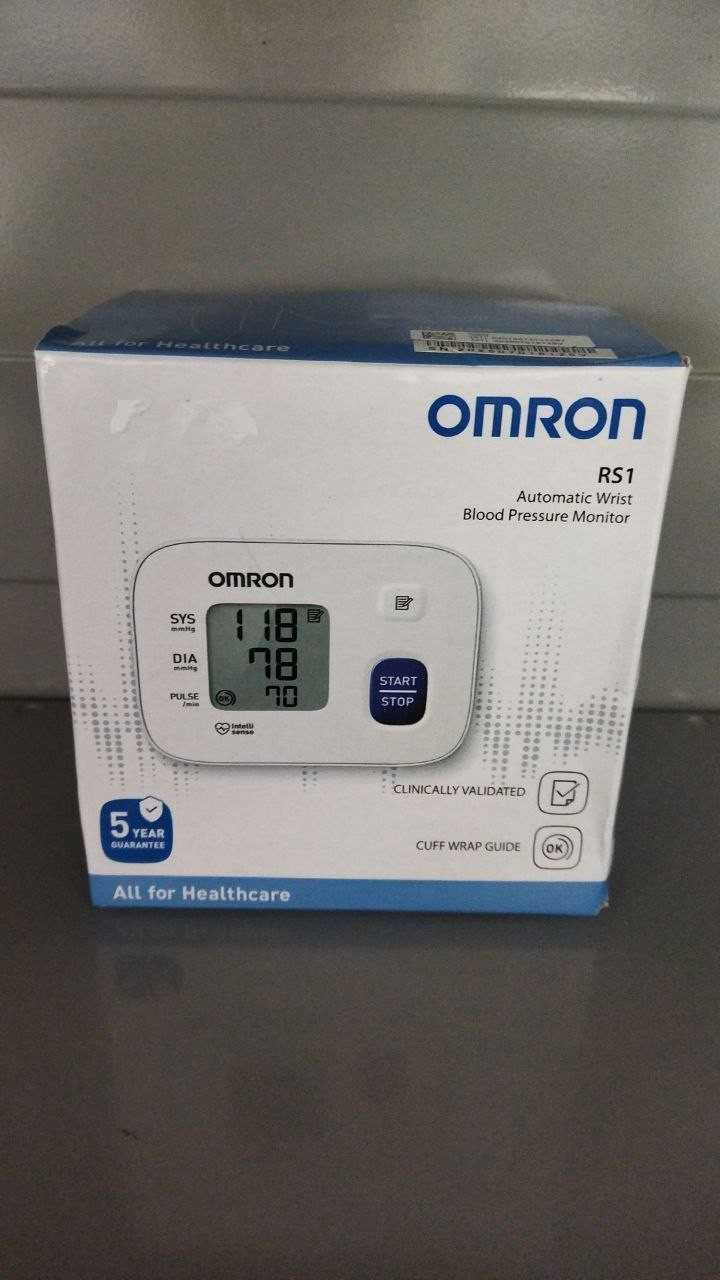 All for Healthcare
OMRON
RS1
Automatic Wrist
Blood Pressure Monitor
OMRON
SYS
mmHg
118
DIA
mmHg
78
PULSE
/min
OK
70
Intelli
sense
START
STOP
CLINICALLY VALIDATED
5 YEAR
GUARANTEE
CUFF WRAP GUIDE
OK
All for Healthcare